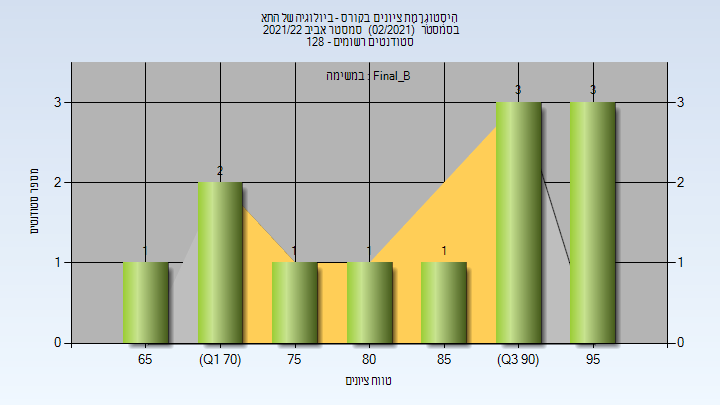 היסטוגרמת ציונים בקורס - ביולוגיה של התא
בסמסטר (02/2021) סמסטר אביב 2021/22
סטודנטים רשומים - 128
במשימה : Final_B
3 3
3 3
2
2 2
1 1 1 1
1 1
0 0
65 (Q1 70) 75 80 85 (Q3 90) 95
מספר סטודנטים
טווח ציונים